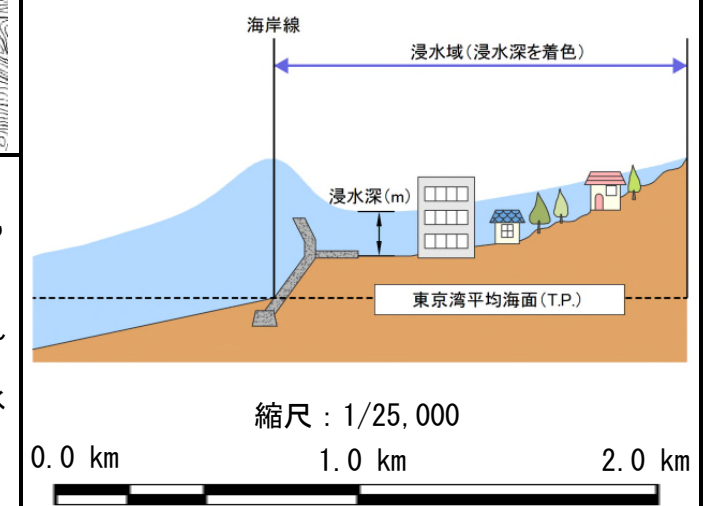 海岸線
浸水域(浸水深を着色)
浸水深(m)
東京湾平均海面(T.P.)
縮尺：1/25,000
0.0 km 1.0 km 2.0 km